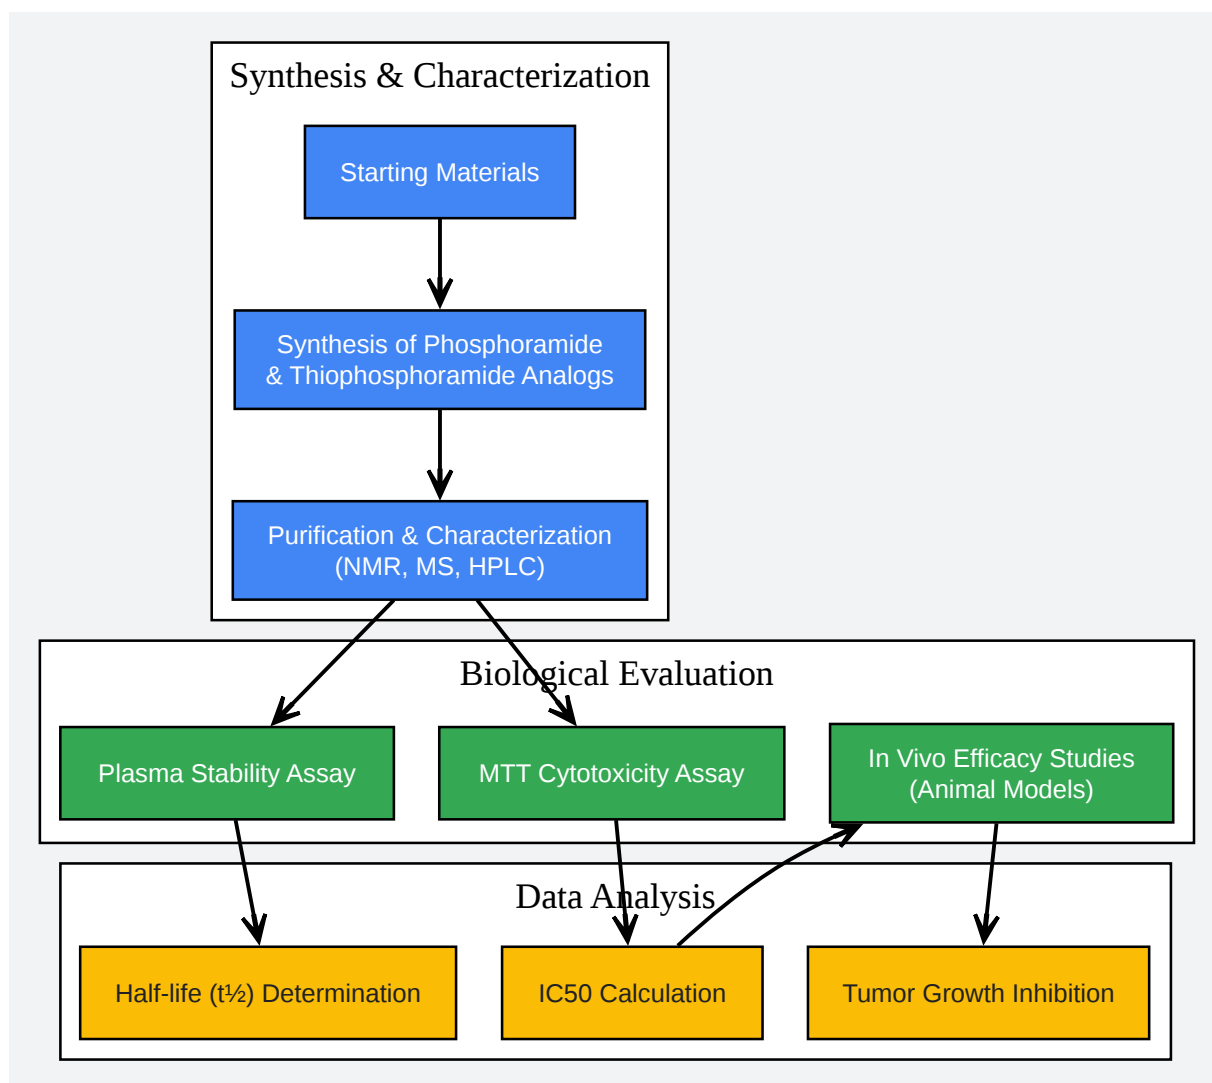 Synthesis & Characterization
Starting Materials
Synthesis of Phosphoramide
& Thiophosphoramide Analogs
Purification & Characterization
(NMR, MS, HPLC)
Biological Evaluation
Plasma Stability Assay
MTT Cytotoxicity Assay
In Vivo Efficacy Studies
(Animal Models)
Data Analysis
Half-life (t½) Determination
IC50 Calculation
Tumor Growth Inhibition